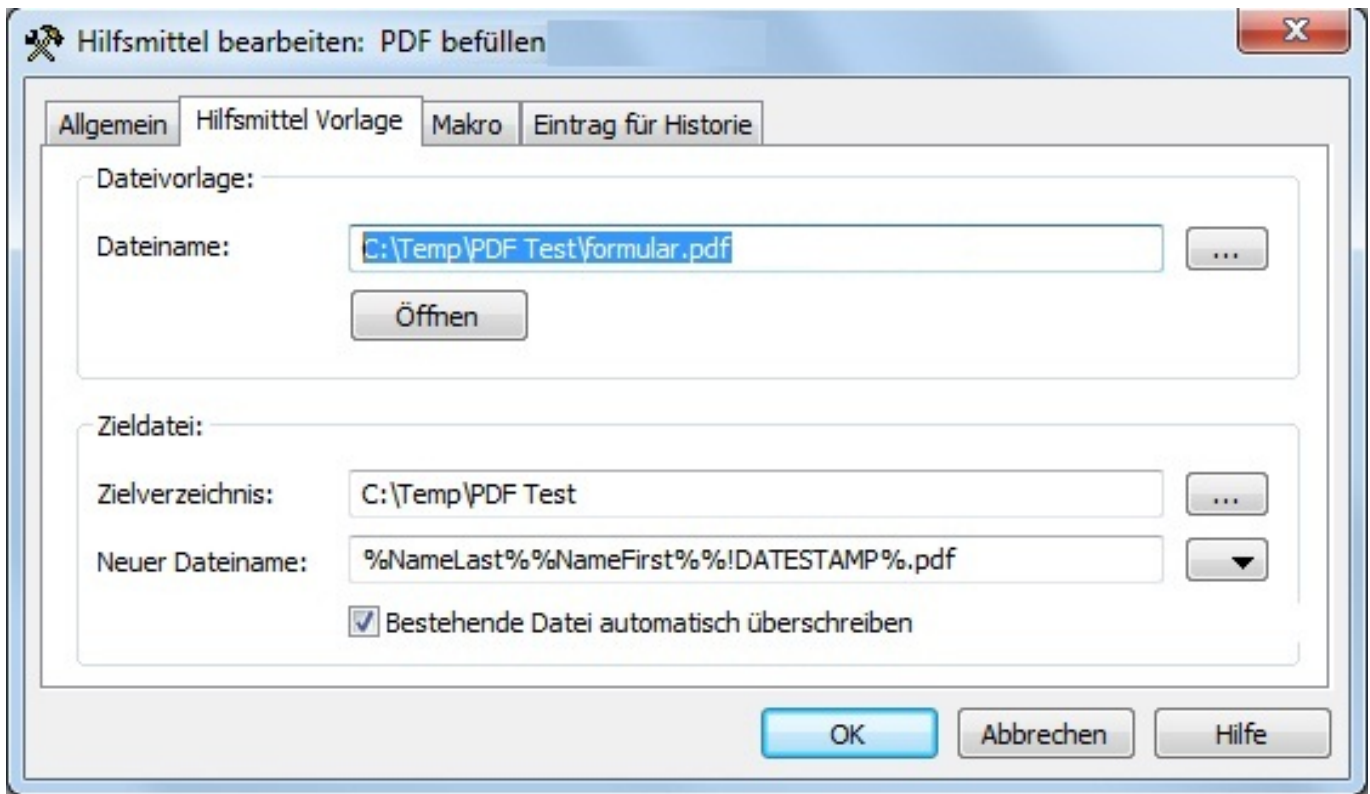 Hilfsmittel bearbeiten: PDF befüllen
X
Allgemein Hilfsmittel Vorlage Makro Eintrag für Historie
Dateivorlage:
Dateiname: C:\Temp\PDF Test\formular.pdf ...
Öffnen
Zieldatei:
Zielverzeichnis: C:\Temp\PDF Test ...
Neuer Dateiname: %NameLast%%NameFirst%%!DATESTAMP%.pdf
Bestehende Datei automatisch überschreiben
OK Abbrechen Hilfe